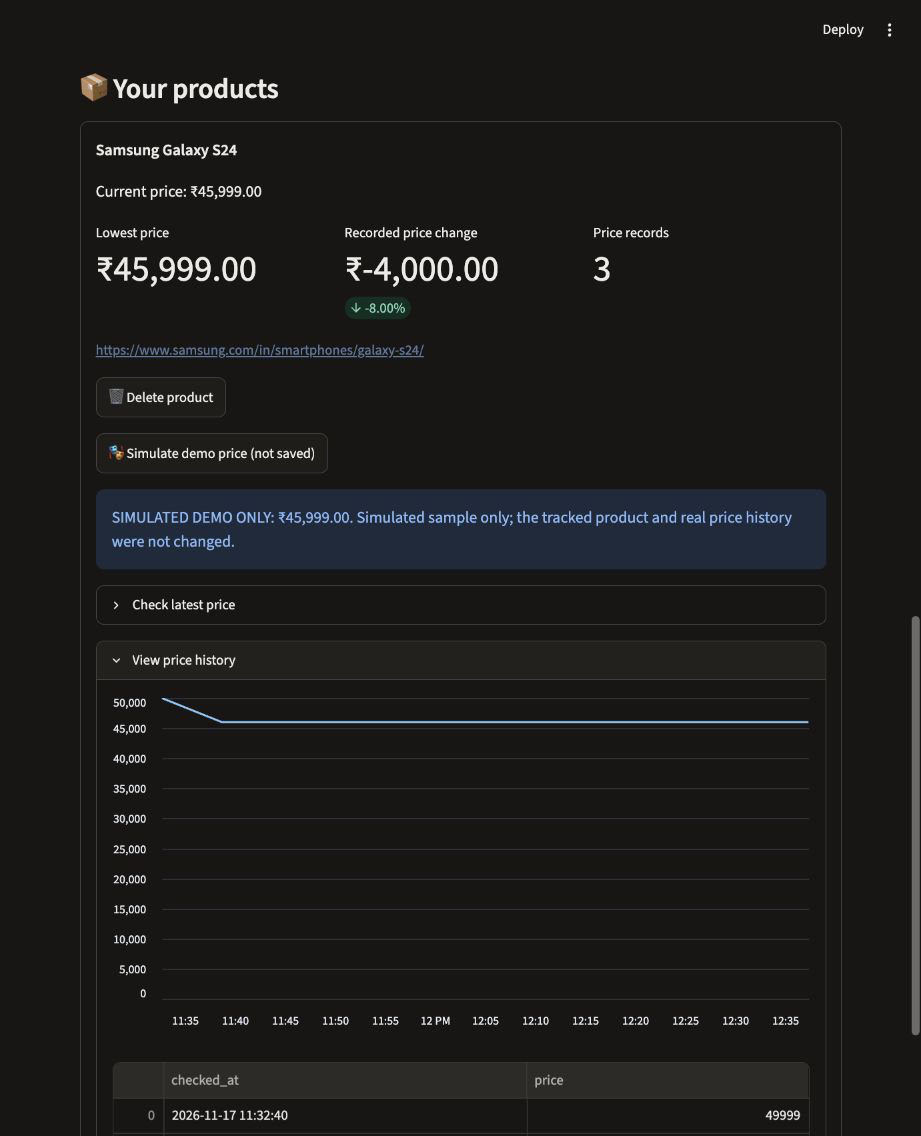 Deploy
Your products
Samsung Galaxy S24
Current price: ₹45,999.00
Lowest price
Recorded price change
Price records
₹45,999.00
₹-4,000.00
3
-8.00%
https://www.samsung.com/in/smartphones/galaxy-s24/
Delete product
Simulate demo price (not saved)
SIMULATED DEMO ONLY: ₹45,999.00. Simulated sample only; the tracked product and real price history
were not changed.
Check latest price
View price history
50,000
45,000
40,000
35,000
30,000
25,000
20,000
15,000
10,000
5,000
0
11:35 11:40 11:45 11:50 11:55 12 PM 12:05 12:10 12:15 12:20 12:25 12:30 12:35
checked_at price
0 2026-11-17 11:32:40 49999